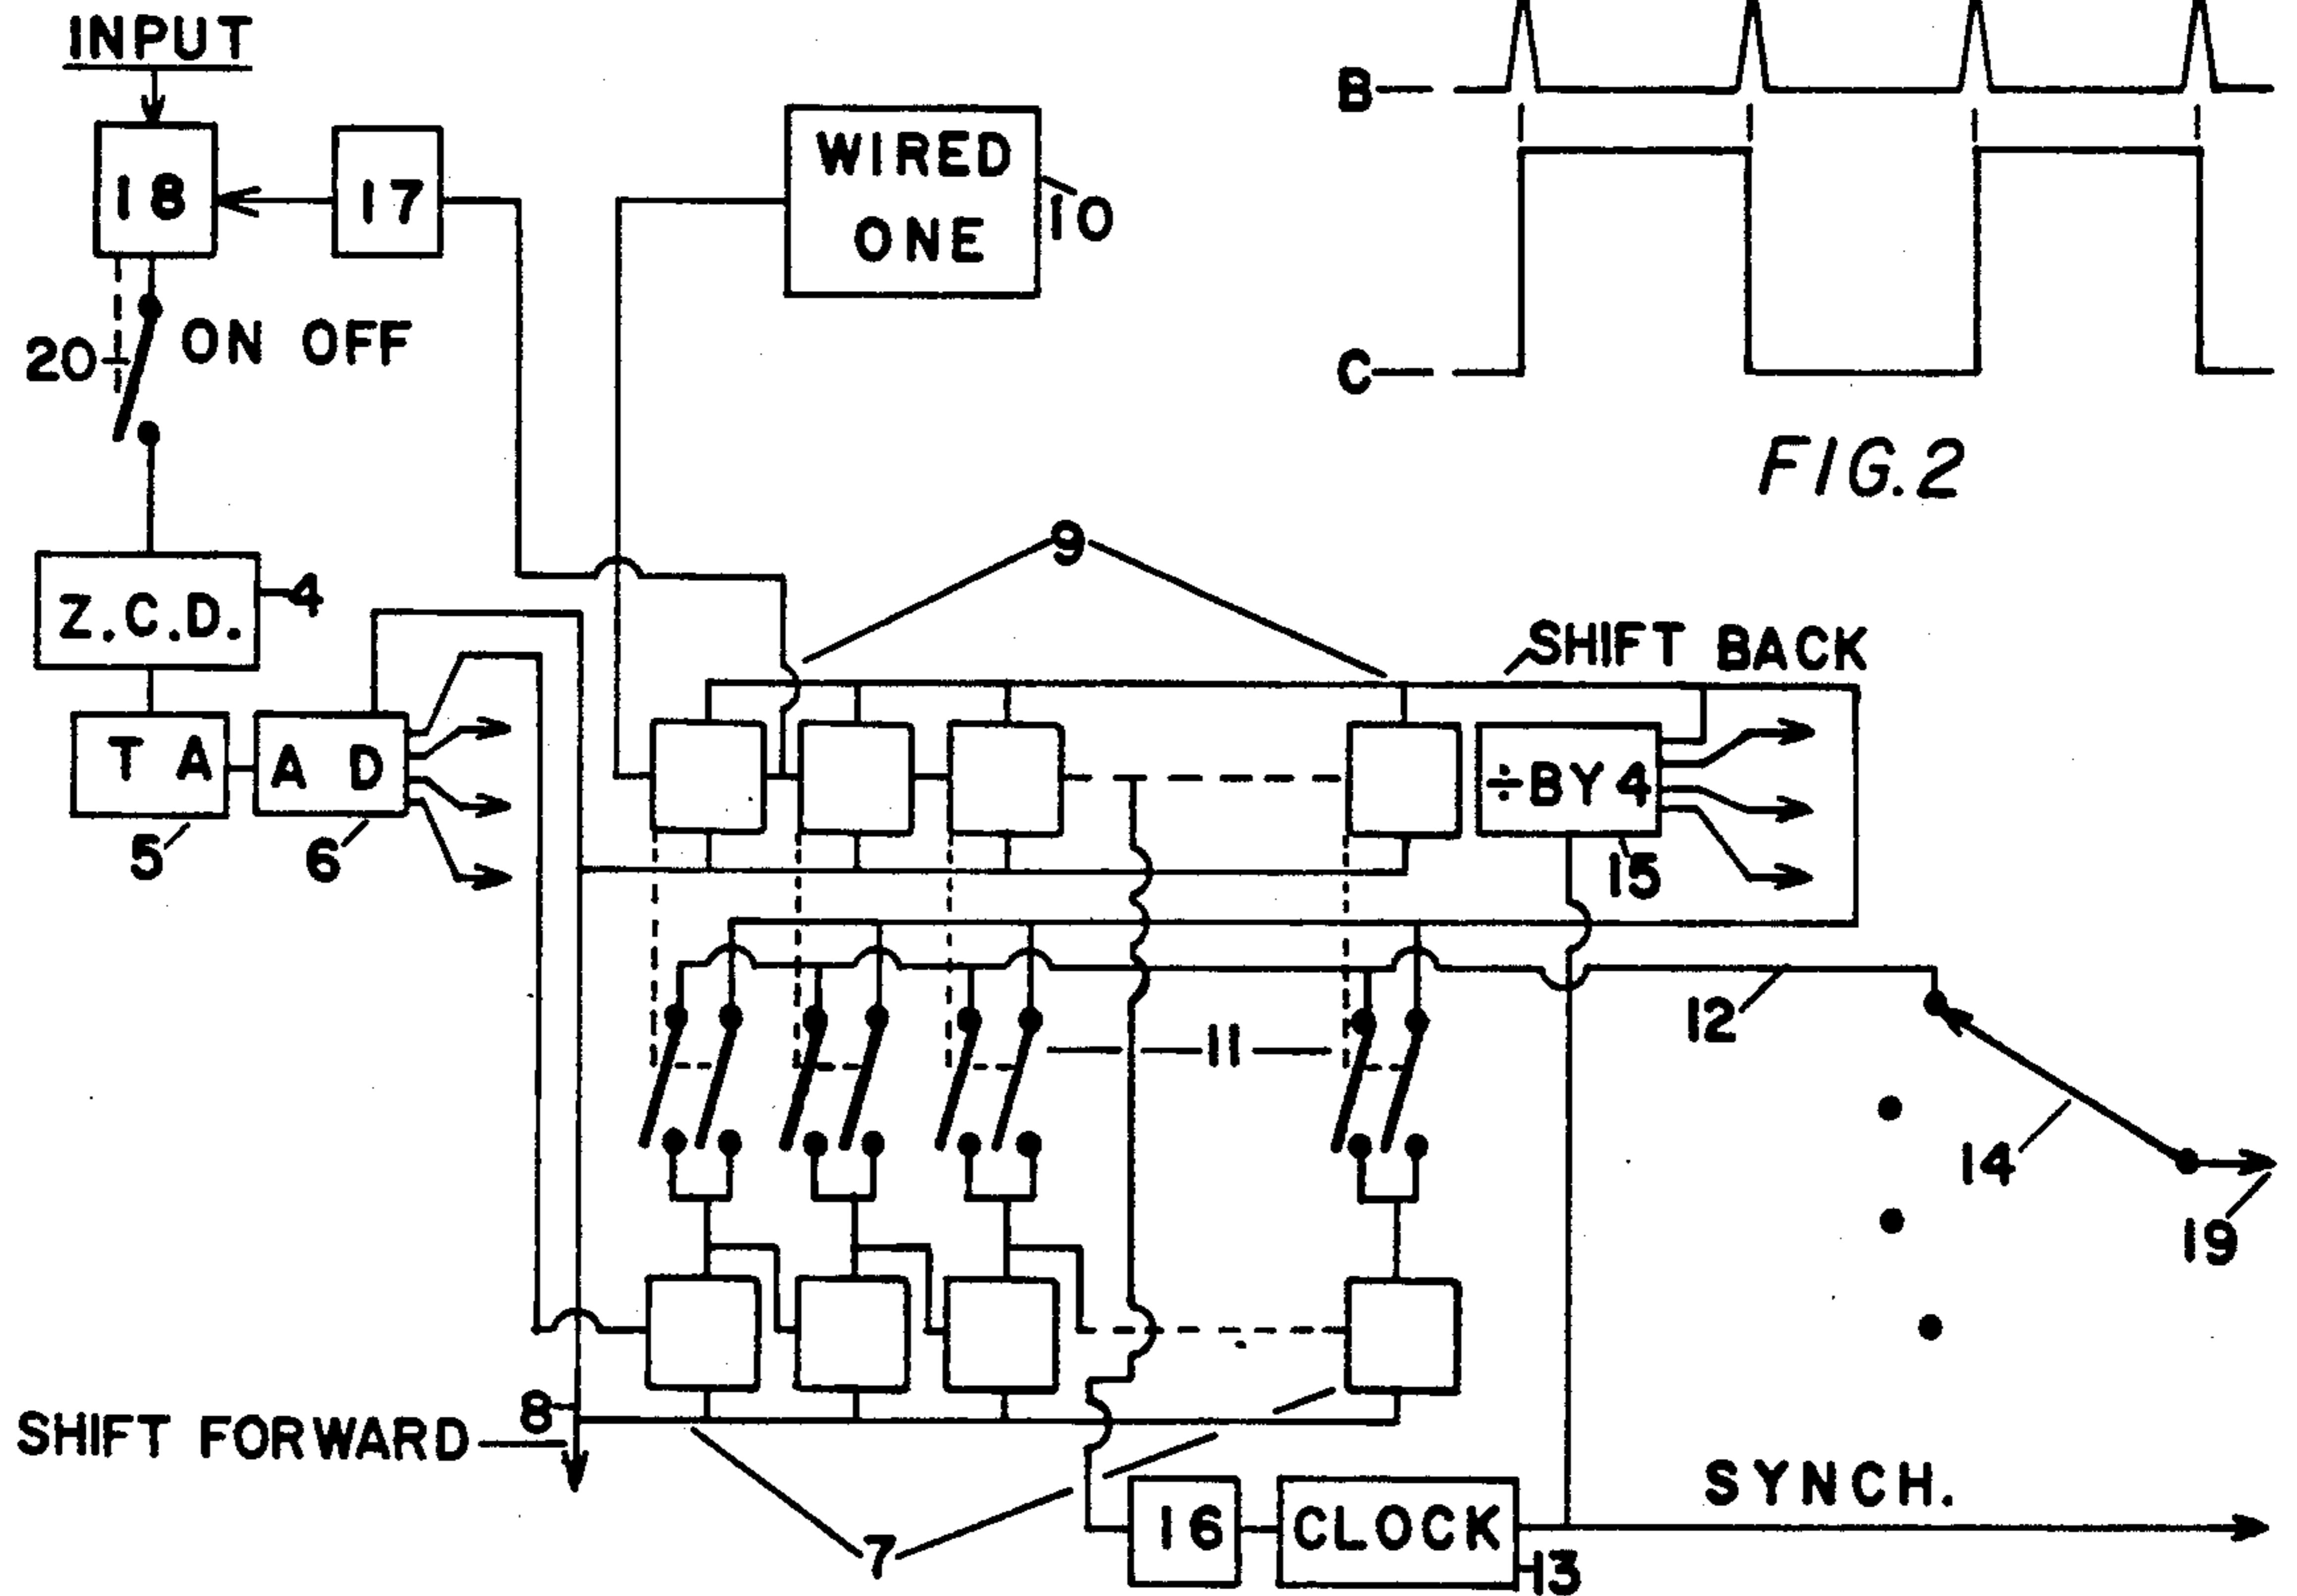 INPUT
B
18
17
WIRED
ONE
10
20
ON OFF
C
FIG.2
9
Z.C.D.
4
SHIFT BACK
T A
A D
÷BY4
5
6
15
12
11
14
19
8
SHIFT FORWARD
SYNCH.
16
CLOCK
7
13